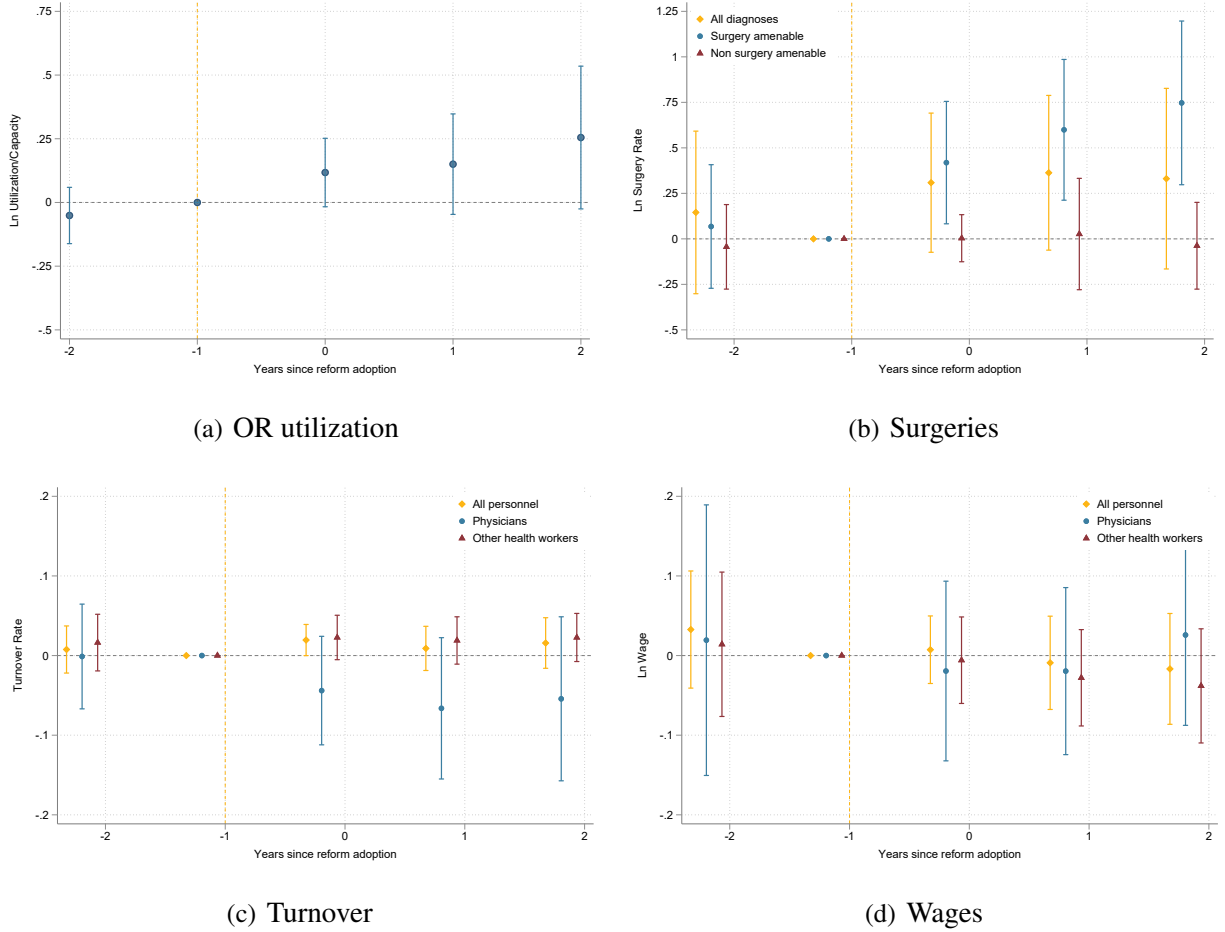 .75
.5
.25
0
-.25
-.5
Ln Utilization/Capacity
-2 -1 0 1 2
Years since reform adoption
(a) OR utilization
1.25
1
.75
.5
.25
0
-.25
-.5
Ln Surgery Rate
All diagnoses
Surgery amenable
Non surgery amenable
-2 -1 0 1 2
Years since reform adoption
(b) Surgeries
.2
.1
0
-.1
-.2
Turnover Rate
All personnel
Physicians
Other health workers
-2 -1 0 1 2
Years since reform adoption
(c) Turnover
.2
.1
0
-.1
-.2
Ln Wage
All personnel
Physicians
Other health workers
-2 -1 0 1 2
Years since reform adoption
(d) Wages